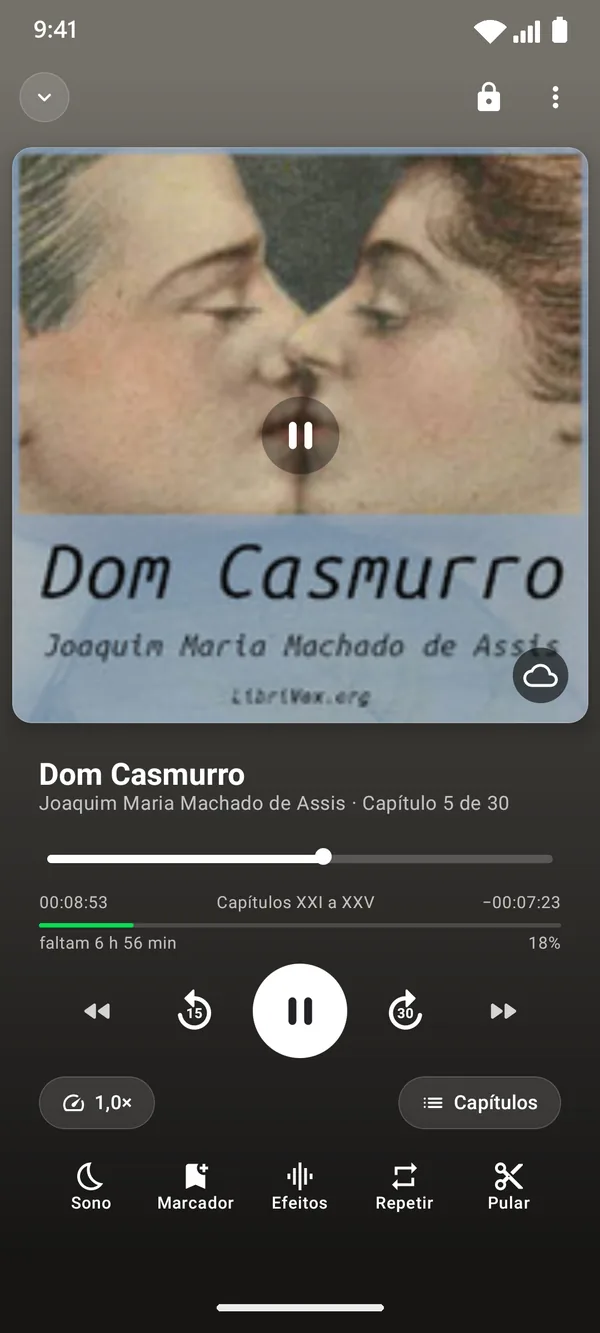 9:41
Dom Casmurro
Joaquim Maria Machado de Assis
LibriVox.org
Dom Casmurro
Joaquim Maria Machado de Assis · Capítulo 5 de 30
00:08:53 Capítulos XXI a XXV −00:07:23
faltam 6 h 56 min 18%
15 30
1,0× Capítulos
Sono Marcador Efeitos Repetir Pular